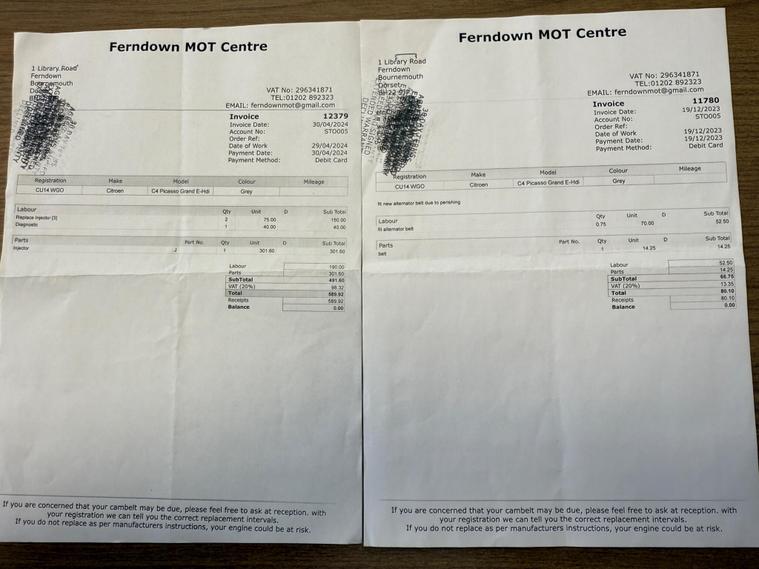 Ferndown MOT Centre
1 Library Road
Ferndown
Bournemouth
VAT No: 296341871
TEL:01202 892323
EMAIL: ferndownmot@gmail.com
Invoice 12379
Invoice Date: 30/04/2024
Account No: STO005
Order Ref:
Date of Work 29/04/2024
Payment Date: 30/04/2024
Payment Method: Debit Card
Registration Make Model Colour Mileage
CU14 WGO Citroen C4 Picasso Grand E-Hdi Grey
Labour Qty Unit D Sub Total
Replace Injector [3] 2 75.00 150.00
Diagnostic 1 40.00 40.00
Parts Part No. Qty Unit D Sub Total
Injector 1 301.60 301.60
Labour 190.00
Parts 301.60
SubTotal 491.60
VAT (20%) 98.32
Total 589.92
Receipts 589.92
Balance 0.00
If you are concerned that your cambelt may be due, please feel free to ask at reception. with
your registration we can tell you the correct replacement intervals.
If you do not replace as per manufacturers instructions, your engine could be at risk.
Ferndown MOT Centre
1 Library Road
Ferndown
Bournemouth
Dorset
VAT No: 296341871
TEL:01202 892323
EMAIL: ferndownmot@gmail.com
Invoice 11780
Invoice Date: 19/12/2023
Account No: STO005
Order Ref:
Date of Work 19/12/2023
Payment Date: 19/12/2023
Payment Method: Debit Card
Registration Make Model Colour Mileage
CU14 WGO Citroen C4 Picasso Grand E-Hdi Grey
fit new alternator belt due to perishing
Labour Qty Unit D Sub Total
fit alternator belt 0.75 70.00 52.50
Parts Part No. Qty Unit D Sub Total
belt 1 14.25 14.25
Labour 52.50
Parts 14.25
SubTotal 66.75
VAT (20%) 13.35
Total 80.10
Receipts 80.10
Balance 0.00
If you are concerned that your cambelt may be due, please feel free to ask at reception. with
your registration we can tell you the correct replacement intervals.
If you do not replace as per manufacturers instructions, your engine could be at risk.